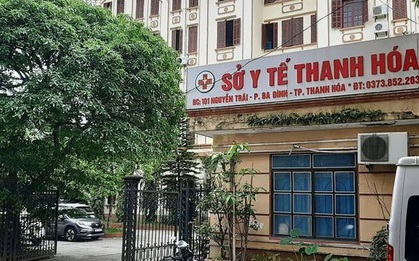 SỞ Y TẾ THANH HÓA
ĐC: 101 NGUYỄN TRÃI - P. BA ĐÌNH - TP. THANH HÓA * ĐT: 0373.852.263